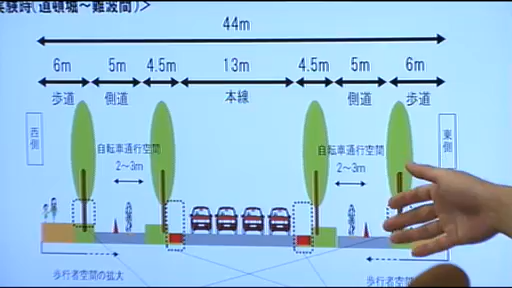 実験時(道頓堀～難波間)>
44m
6m 5m 4.5m 13m 4.5m 5m 6m
歩道 側道 本線 側道 歩道
西側
東側
自転車通行空間
2～3m
自転車通行空間
2～3m
歩行者空間の拡大
歩行者空間